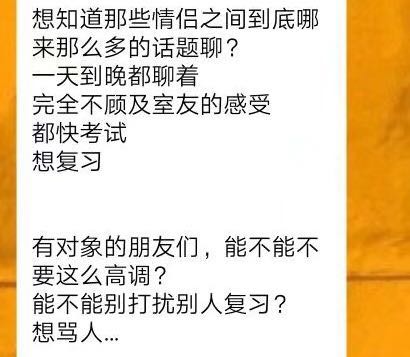 想知道那些情侣之间到底哪
来那么多的话题聊？
一天到晚都聊着
完全不顾及室友的感受
都快考试
想复习
有对象的朋友们，能不能不
要这么高调？
能不能别打扰别人复习？
想骂人...